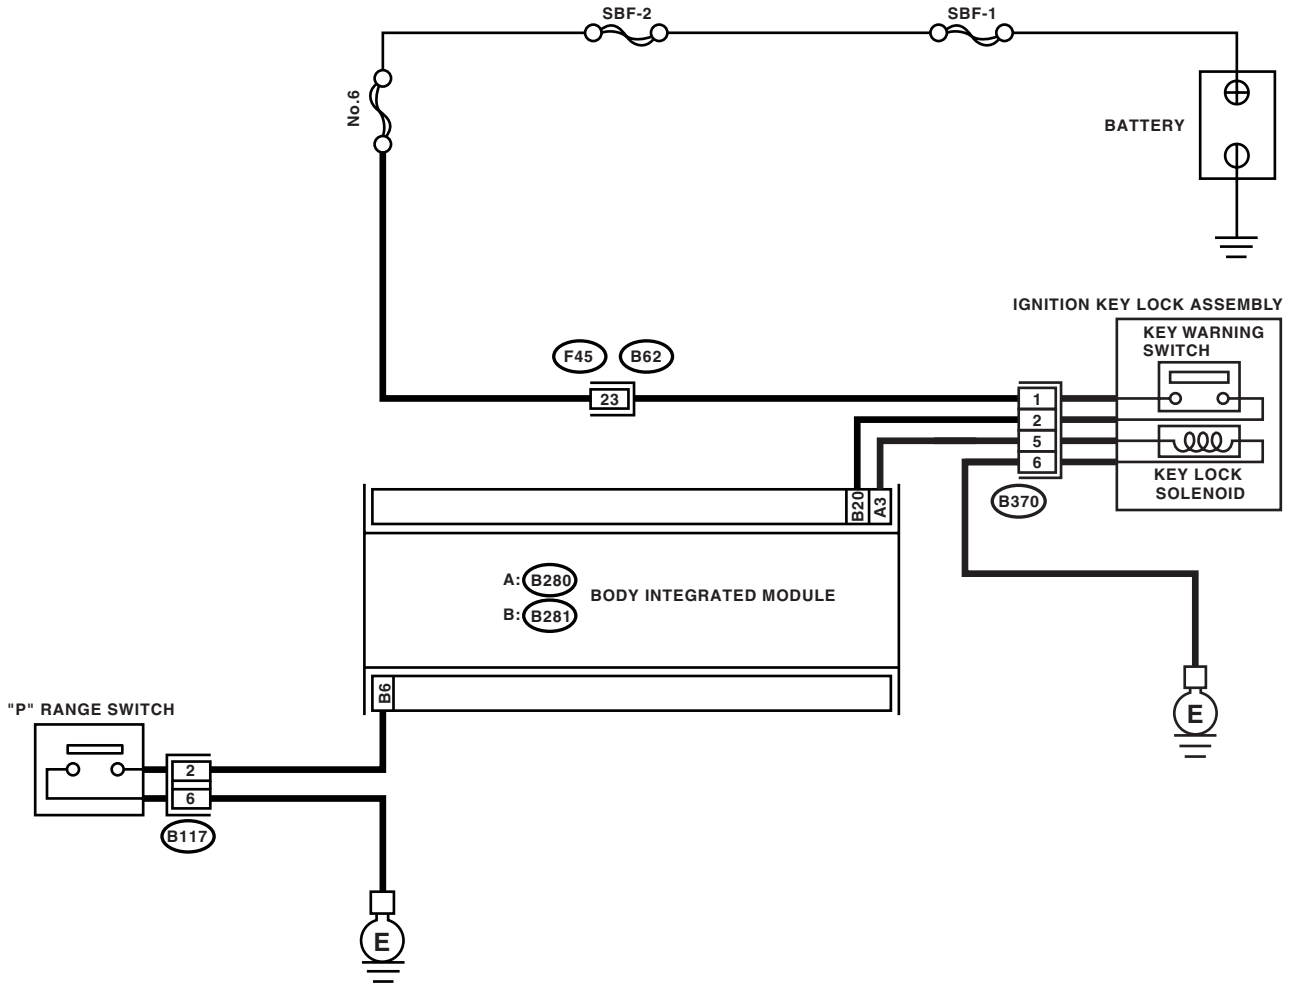 SBF-2
SBF-1
No.6
BATTERY
IGNITION KEY LOCK ASSEMBLY
KEY WARNING
SWITCH
F45
B62
23
1
2
5
6
KEY LOCK
SOLENOID
B370
B20
A3
A: B280
B: B281
BODY INTEGRATED MODULE
B6
"P" RANGE SWITCH
2
6
B117
E
E